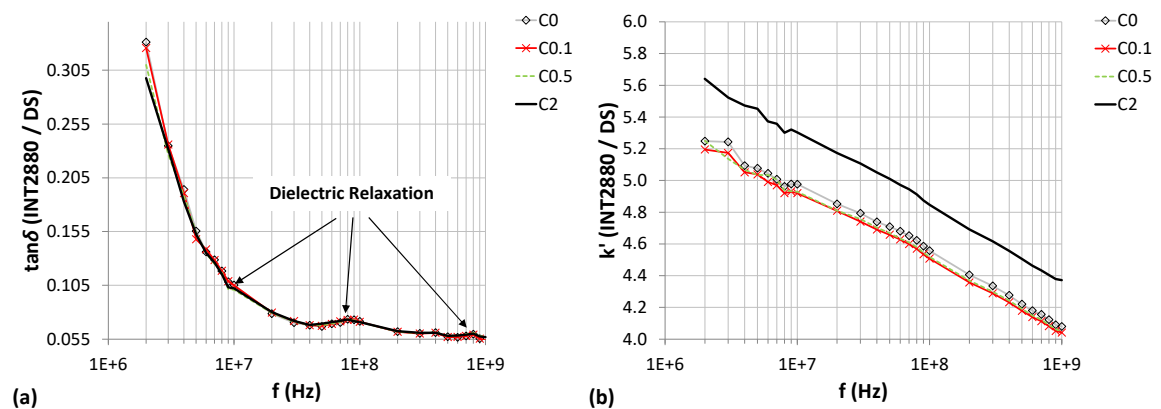 tanδ (INT2880 / DS)
0.305
0.255
0.205
0.155
0.105
0.055
Dielectric Relaxation
1E+6
1E+7
1E+8
1E+9
f (Hz)
(a)
C0
C0.1
C0.5
C2
k' (INT2880 / DS)
6.0
5.8
5.6
5.4
5.2
5.0
4.8
4.6
4.4
4.2
4.0
1E+6
1E+7
1E+8
1E+9
f (Hz)
(b)
C0
C0.1
C0.5
C2